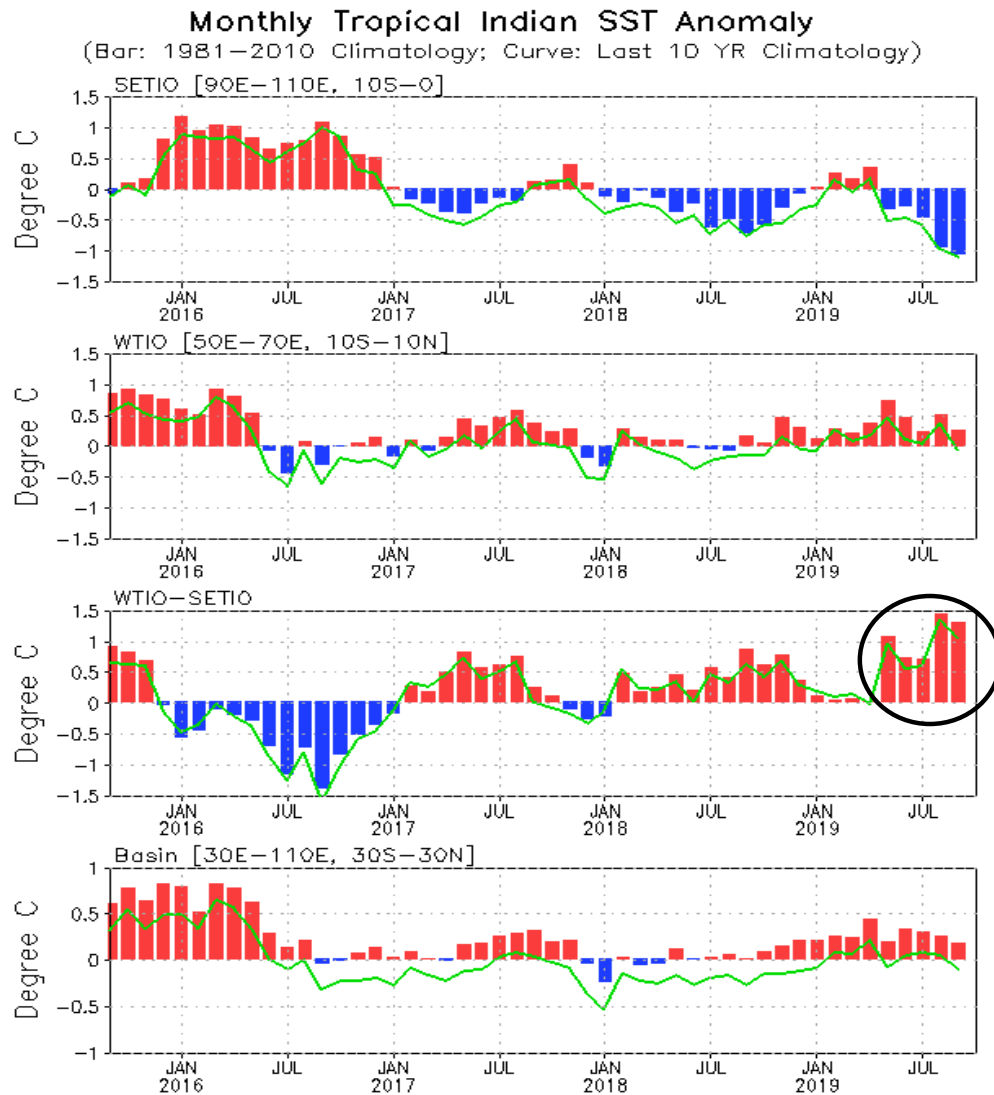 Monthly Tropical Indian SST Anomaly
(Bar: 1981-2010 Climatology; Curve: Last 10 YR Climatology)
SETIO [90E-110E, 10S-0]
Degree C
1.5
1
0.5
0
-0.5
-1
-1.5
JAN JUL JAN JUL JAN JUL JAN JUL
2016 2017 2018 2019
WTIO [50E-70E, 10S-10N]
Degree C
1.5
1
0.5
0
-0.5
-1
-1.5
JAN JUL JAN JUL JAN JUL JAN JUL
2016 2017 2018 2019
WTIO-SETIO
Degree C
1.5
1
0.5
0
-0.5
-1
-1.5
JAN JUL JAN JUL JAN JUL JAN JUL
2016 2017 2018 2019
Basin [30E-110E, 30S-30N]
Degree C
1
0.5
0
-0.5
-1
JAN JUL JAN JUL JAN JUL JAN JUL
2016 2017 2018 2019